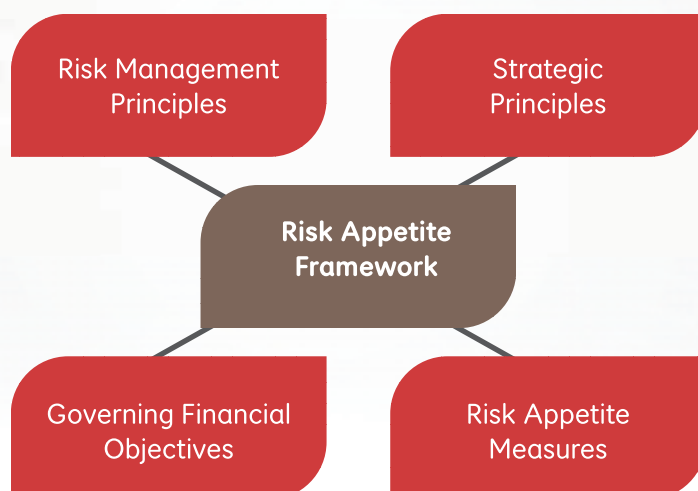 Risk Management
Principles
Strategic
Principles
Risk Appetite
Framework
Governing Financial
Objectives
Risk Appetite
Measures